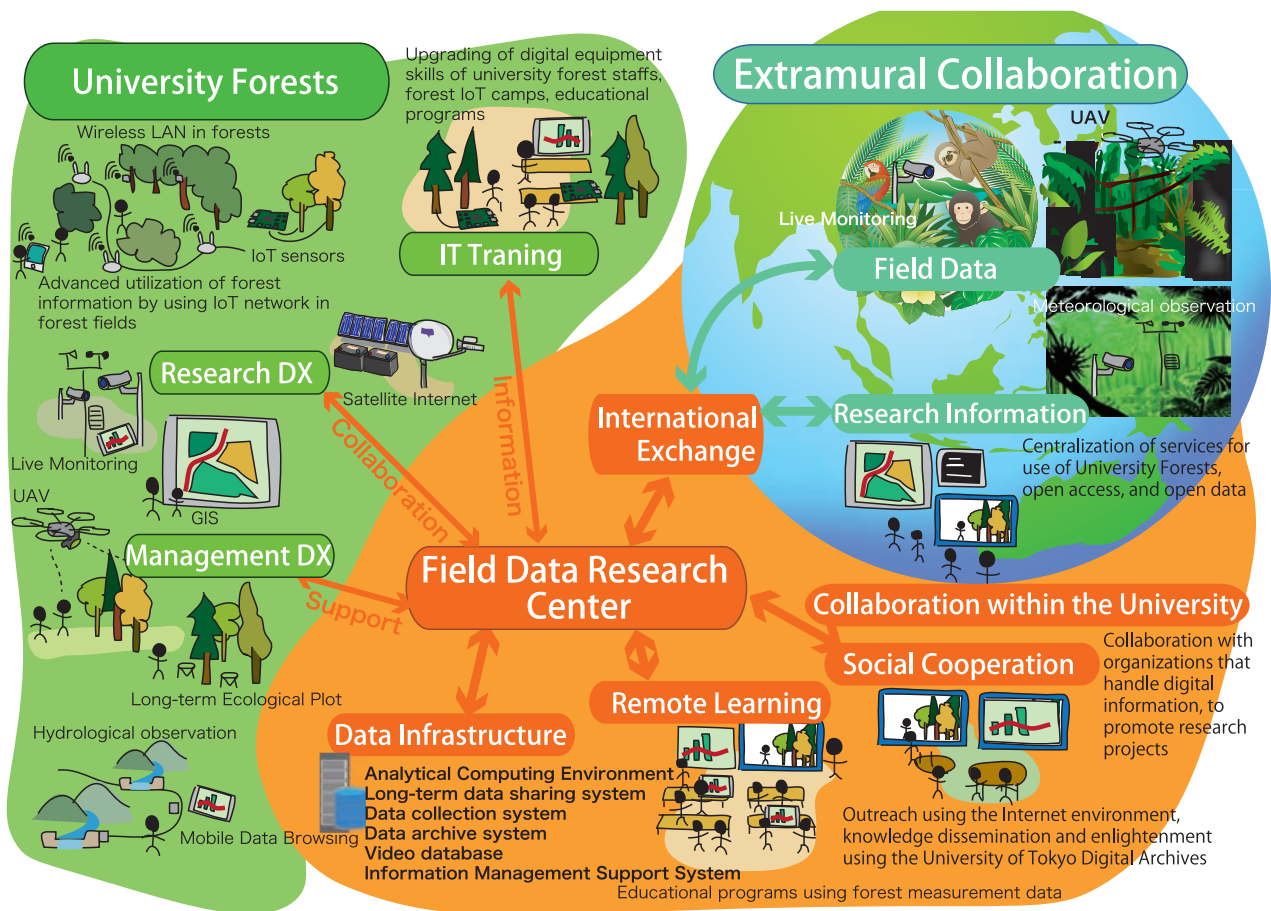 University Forests
Wireless LAN in forests
IoT sensors
Advanced utilization of forest
information by using IoT network in
forest fields
Upgrading of digital equipment
skills of university forest staffs,
forest IoT camps, educational
programs
IT Traning
Research DX
Satellite Internet
Live Monitoring
GIS
UAV
Management DX
Long-term Ecological Plot
Hydrological observation
Mobile Data Browsing
Collaboration
Information
Support
Extramural Collaboration
UAV
Live Monitoring
Field Data
Meteorological observation
International
Exchange
Research Information
Centralization of services for
use of University Forests,
open access, and open data
Field Data Research
Center
Collaboration within the University
Social Cooperation
Collaboration with
organizations that
handle digital
information, to
promote research
projects
Outreach using the Internet environment,
knowledge dissemination and enlightenment
using the University of Tokyo Digital Archives
Remote Learning
Educational programs using forest measurement data
Data Infrastructure
Analytical Computing Environment
Long-term data sharing system
Data collection system
Data archive system
Video database
Information Management Support System